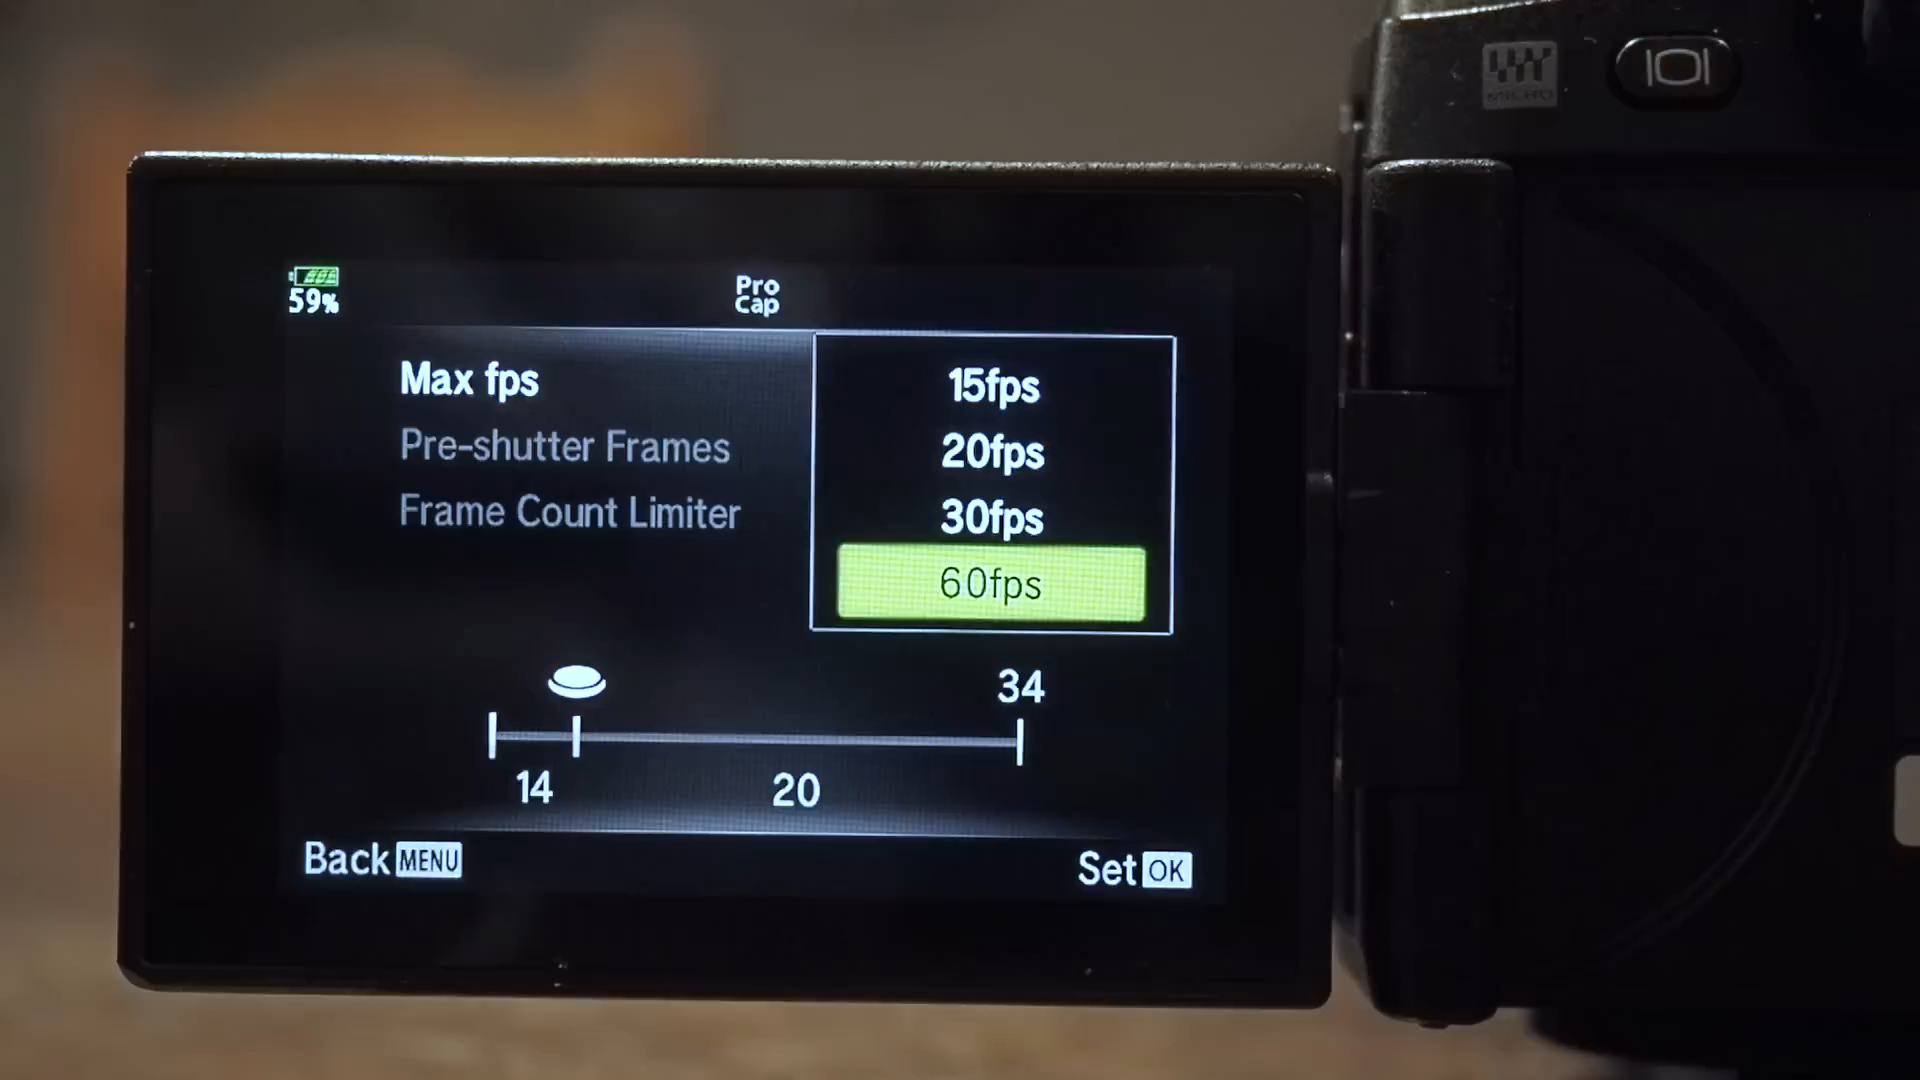 59%
Pro
Cap
Max fps
Pre-shutter Frames
Frame Count Limiter
15fps
20fps
30fps
60fps
34
14
20
Back MENU
Set OK